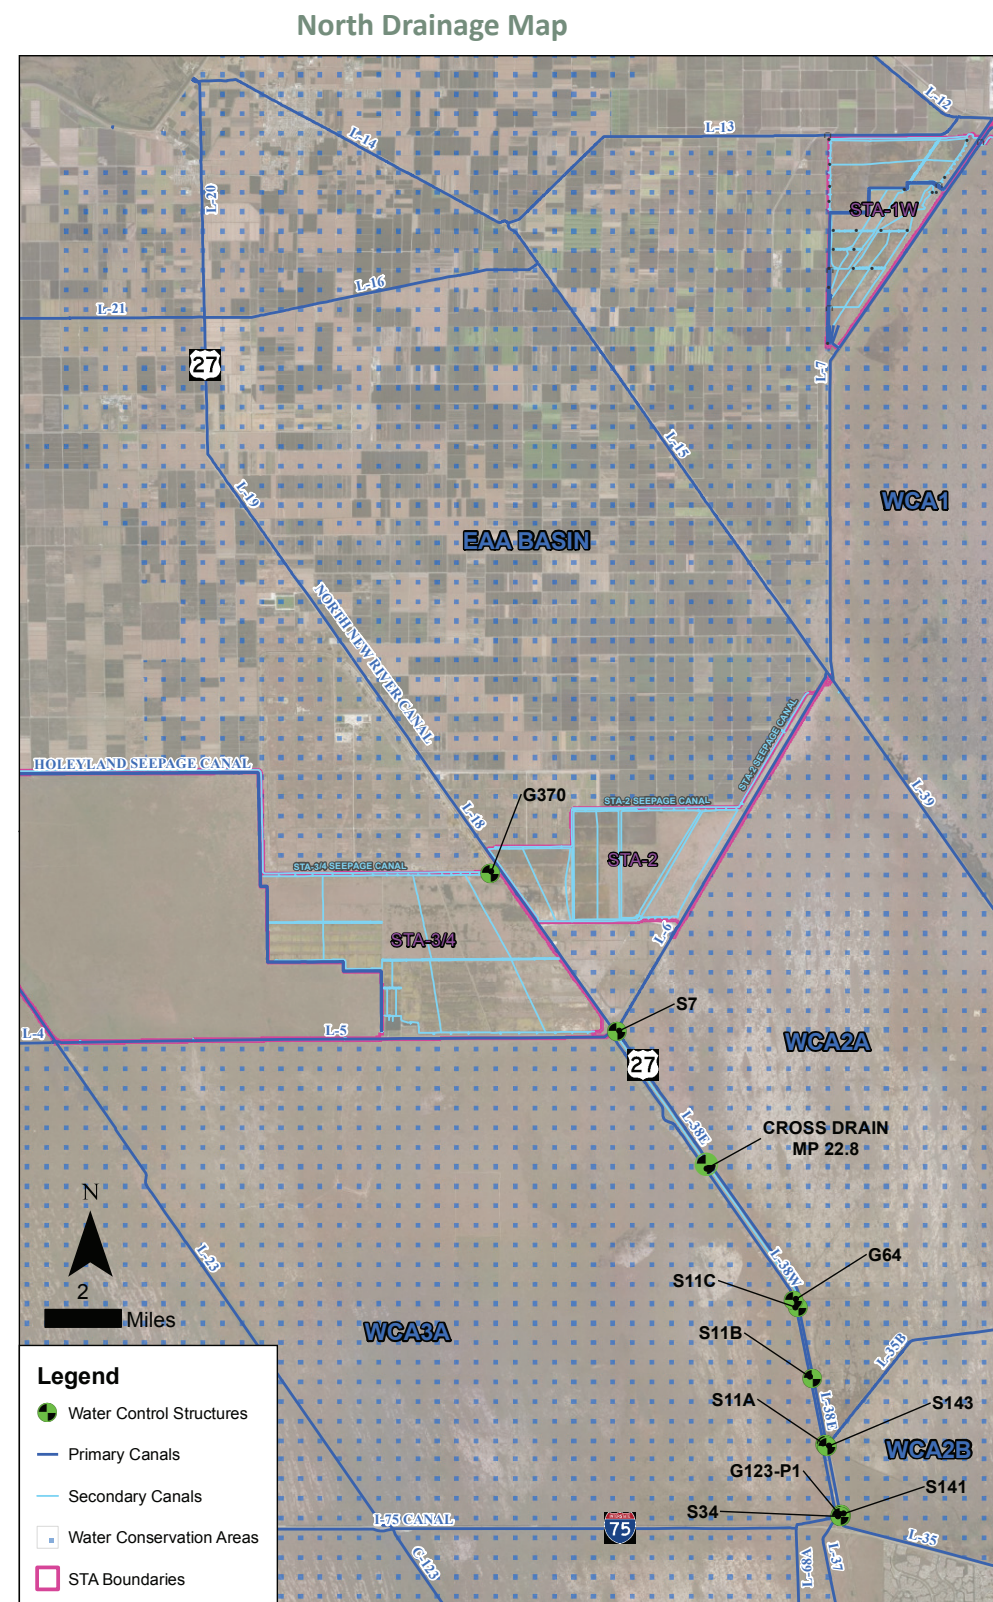 North Drainage Map
L-12
L-14
L-13
L-20
STA-1W
L-16
L-21
27
L-7
L-15
L-19
WCA1
EAA BASIN
NORTH NEW RIVER CANAL
STA-2 SEEPAGE CANAL
HOLEYLAND SEEPAGE CANAL
L-39
G370
STA-2 SEEPAGE CANAL
L-18
STA-2
STA-3/4 SEEPAGE CANAL
L-6
STA-3/4
S7
L-4
L-5
WCA2A
27
L-38E
CROSS DRAIN
MP 22.8
N
L-23
G64
L-38W
S11C
2
Miles
WCA3A
S11B
L-35B
Legend
S11A
L-38E
S143
Water Control Structures
WCA2B
Primary Canals
G123-P1
S141
Secondary Canals
S34
I-75 CANAL
75
L-35
Water Conservation Areas
C-123
L-68A
L-37
STA Boundaries